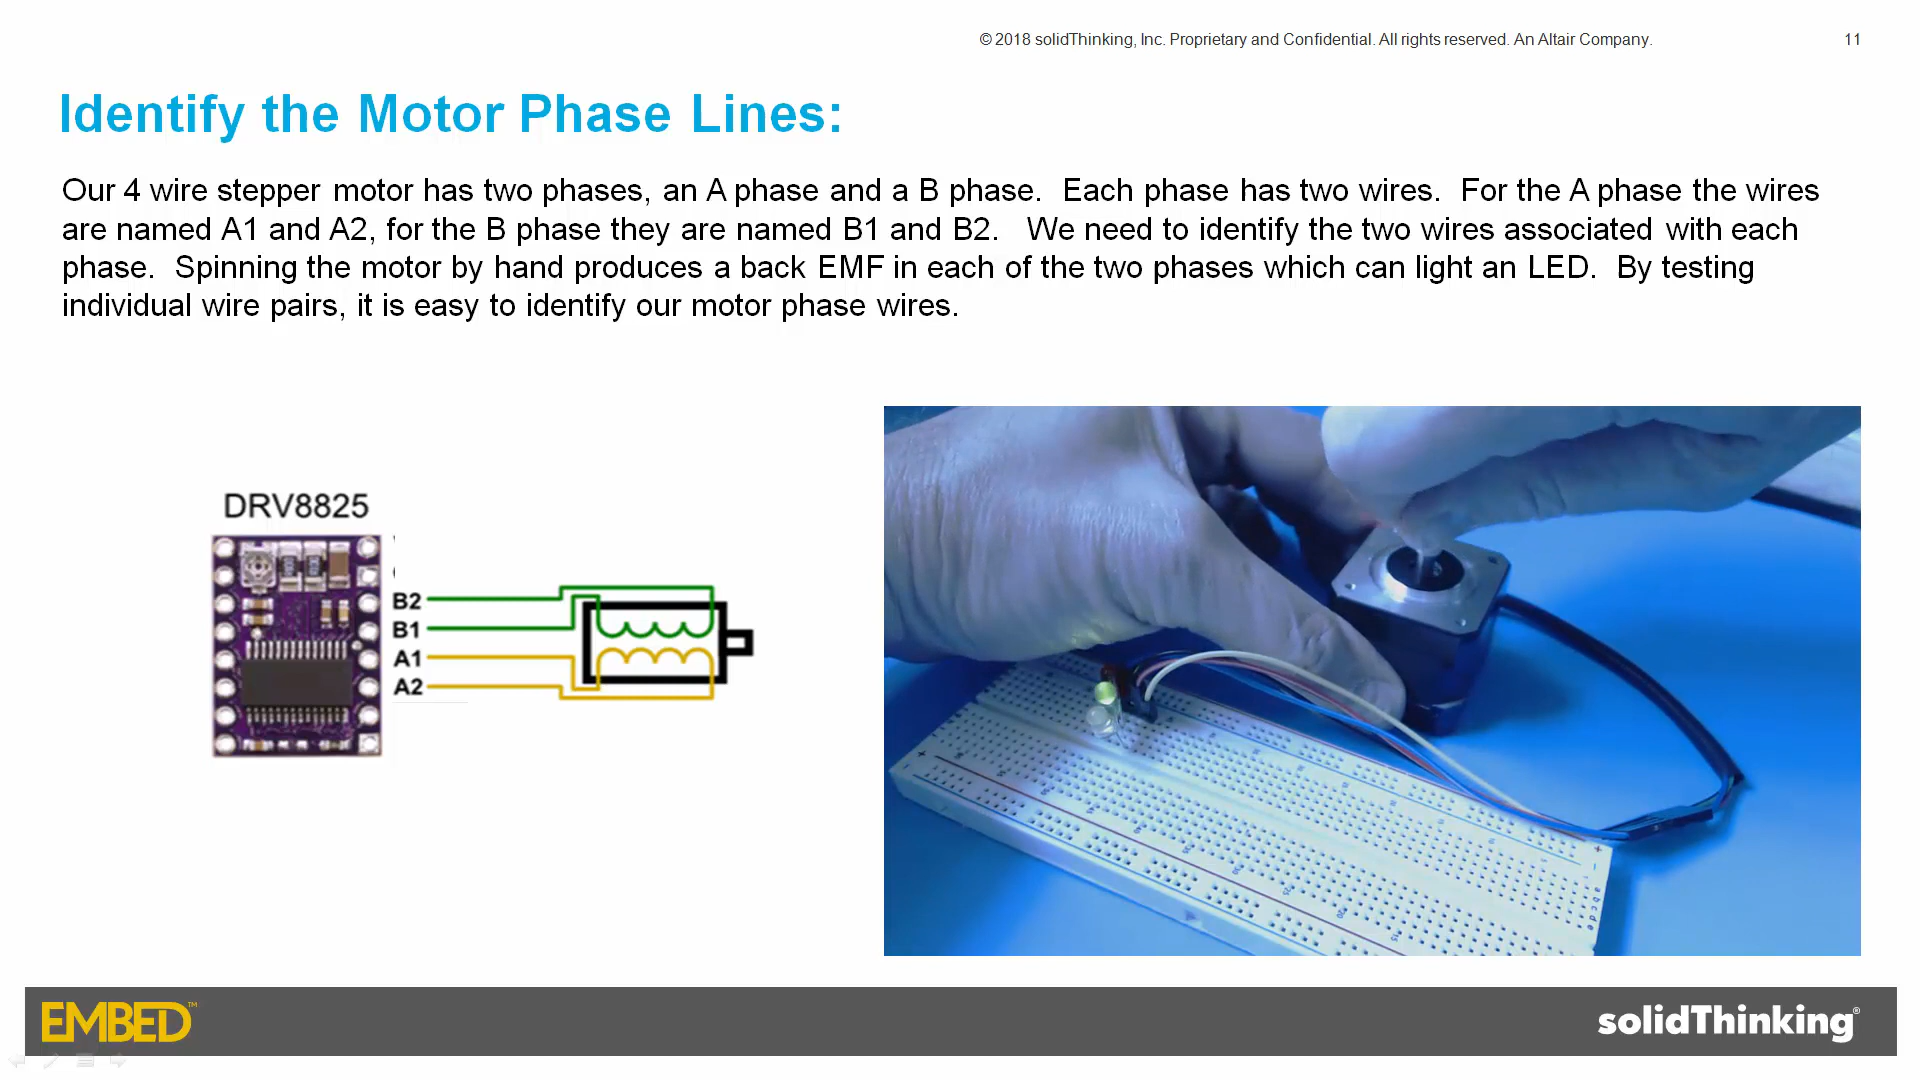 © 2018 solidThinking, Inc. Proprietary and Confidential. All rights reserved. An Altair Company.
11
Identify the Motor Phase Lines:
Our 4 wire stepper motor has two phases, an A phase and a B phase. Each phase has two wires. For the A phase the wires
are named A1 and A2, for the B phase they are named B1 and B2. We need to identify the two wires associated with each
phase. Spinning the motor by hand produces a back EMF in each of the two phases which can light an LED. By testing
individual wire pairs, it is easy to identify our motor phase wires.
DRV8825
B2
B1
A1
A2
EMBED™
solidThinking®